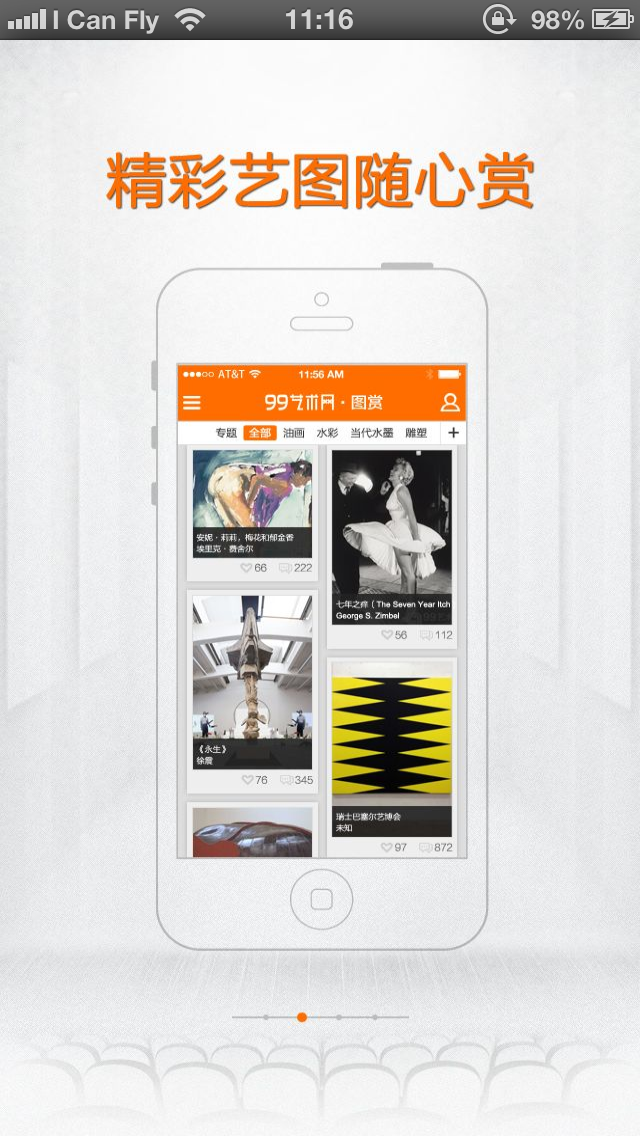 I Can Fly 11:16 98%
精彩艺图随心赏
AT&T 11:56 AM
99艺术网·图赏
专题 全部 油画 水彩 当代水墨 雕塑 +
安妮·莉莉，梅花和郁金香
埃里克·费舍尔
66 222
七年之痒（The Seven Year Itch
George S. Zimbel
56 112
《永生》
徐震
76 345
瑞士巴塞尔艺博会
未知
97 872